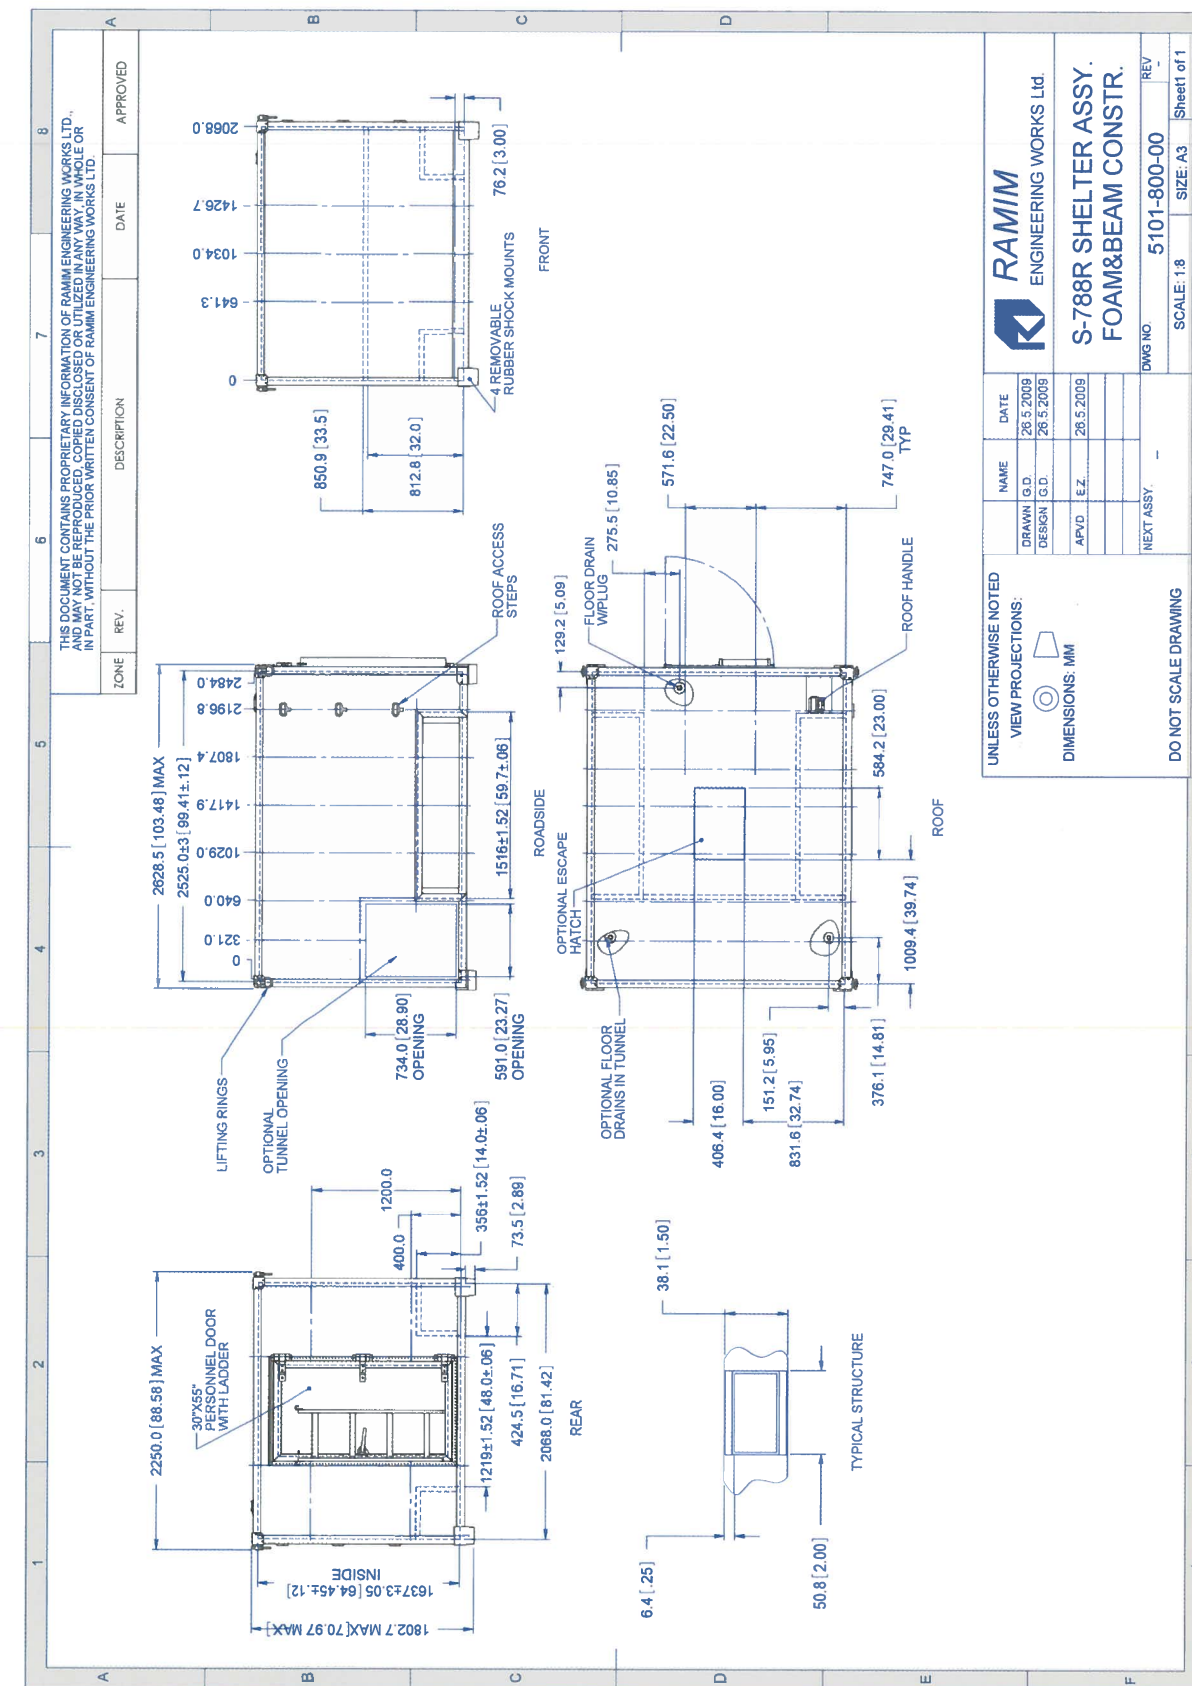 THIS DOCUMENT CONTAINS PROPRIETARY INFORMATION OF RAMIM ENGINEERING WORKS LTD.,
AND MAY NOT BE REPRODUCED, COPIED DISCLOSED OR UTILIZED IN ANY WAY, IN WHOLE OR
IN PART, WITHOUT THE PRIOR WRITTEN CONSENT OF RAMIM ENGINEERING WORKS LTD.
ZONE
REV.
DESCRIPTION
DATE
APPROVED
1
2
3
4
5
6
7
8
A
B
C
D
A
B
C
D
E
F
2250.0 [88.58] MAX
30"X55"
PERSONNEL DOOR
WITH LADDER
1802.7 MAX[70.97 MAX]
1637±3.05 [64.45±.12]
INSIDE
1200.0
400.0
356±1.52 [14.0±.06]
73.5 [2.89]
1219±1.52 [48.0±.06]
424.5 [16.71]
2068.0 [81.42]
REAR
LIFTING RINGS
OPTIONAL
TUNNEL OPENING
2628.5 [103.48] MAX
2525.0±3 [99.41±.12]
0
321.0
640.0
1029.0
1417.9
1807.4
2196.8
2484.0
734.0 [28.90]
OPENING
591.0 [23.27]
OPENING
1516±1.52 [59.7±.06]
ROOF ACCESS
STEPS
ROADSIDE
0
641.3
1034.0
1426.7
2068.0
850.9 [33.5]
812.8 [32.0]
76.2 [3.00]
4 REMOVABLE
RUBBER SHOCK MOUNTS
FRONT
OPTIONAL ESCAPE
HATCH
129.2 [5.09]
FLOOR DRAIN
W/PLUG
275.5 [10.85]
571.6 [22.50]
747.0 [29.41]
TYP
ROOF HANDLE
OPTIONAL FLOOR
DRAINS IN TUNNEL
406.4 [16.00]
151.2 [5.95]
831.6 [32.74]
376.1 [14.81]
1009.4 [39.74]
584.2 [23.00]
ROOF
38.1 [1.50]
6.4 [.25]
50.8 [2.00]
TYPICAL STRUCTURE
UNLESS OTHERWISE NOTED
VIEW PROJECTIONS:
DIMENSIONS: MM
DO NOT SCALE DRAWING
NAME
DATE
DRAWN
G.D.
26.5.2009
DESIGN
G.D.
26.5.2009
APVD
E.Z.
26.5.2009
NEXT ASSY.
-
RAMIM
ENGINEERING WORKS Ltd.
S-788R SHELTER ASSY.
FOAM&BEAM CONSTR.
DWG NO.
5101-800-00
REV
-
SCALE: 1:8
SIZE: A3
Sheet1 of 1